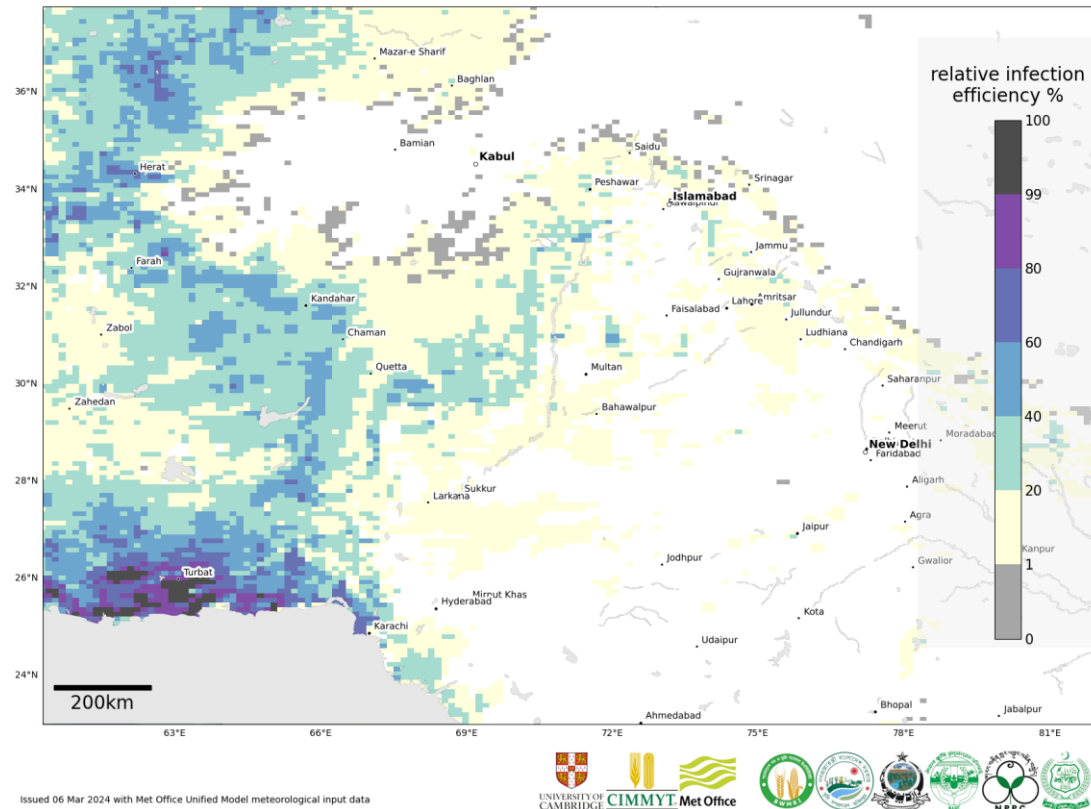 Mazar-e Sharif
Baghlan
36°N
relative infection
efficiency %
100
Bamian
Kabul
Saidu
Herat
Srinagar
34°N
Peshawar
Islamabad
99
Jammu
Farah
Gujranwala
80
32°N
Kandahar
Faisalabad
Lahore
Amritsar
Jullundur
Zabol
Chaman
Ludhiana
Chandigarh
60
Quetta
Multan
30°N
Saharanpur
Zahedan
Bahawalpur
40
Meerut
Moradabad
New Delhi
Faridabad
28°N
Sukkur
Larkana
Aligarh
20
Agra
Jaipur
Kanpur
Gwalior
1
26°N
Turbat
Jodhpur
Mirput Khas
Hyderabad
Kota
0
Karachi
Udaipur
24°N
200km
Bhopal
Jabalpur
Ahmedabad
63°E
66°E
69°E
72°E
75°E
78°E
81°E
Issued 06 Mar 2024 with Met Office Unified Model meteorological input data
UNIVERSITY OF
CAMBRIDGE
CIMMYT
Met Office
BWMRI
NPPC